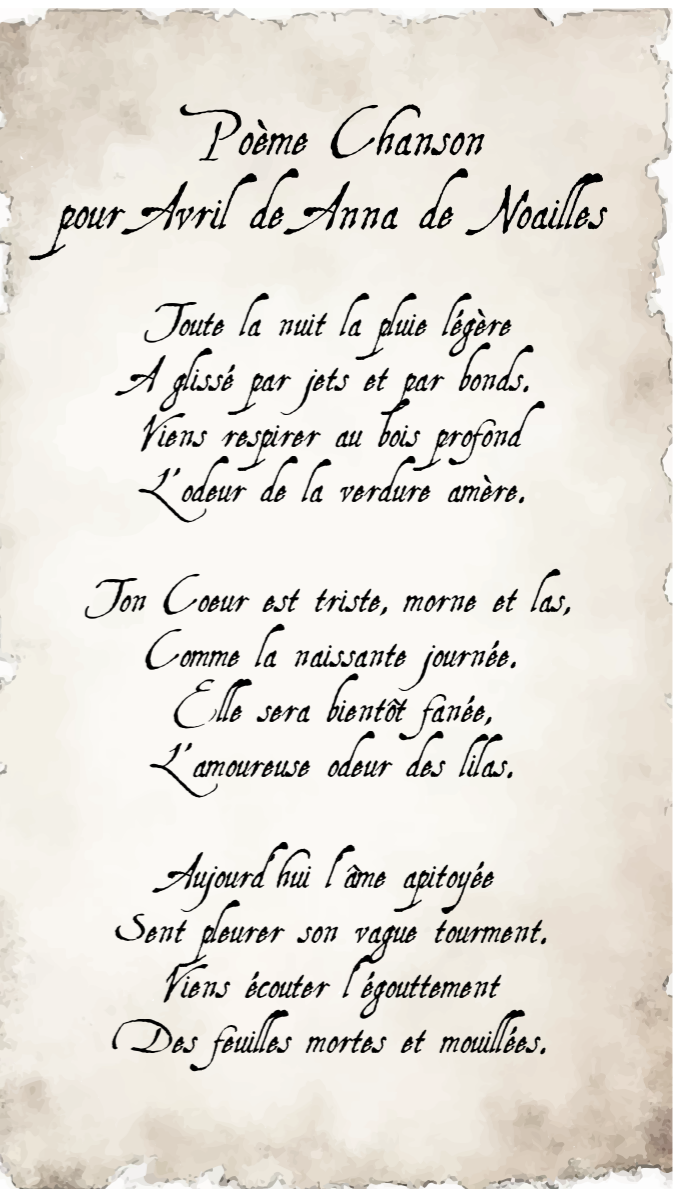 Poème Chanson
pour Avril de Anna de Noailles
Toute la nuit la pluie légère
A glissé par jets et par bonds.
Viens respirer au bois profond
L'odeur de la verdure amère.
Ton Coeur est triste, morne et las,
Comme la naissante journée.
Elle sera bientôt fanée,
L'amoureuse odeur des lilas.
Aujourd'hui l'âme apitoyée
Sent pleurer son vague tourment.
Viens écouter l'égouttement
Des feuilles mortes et mouillées.